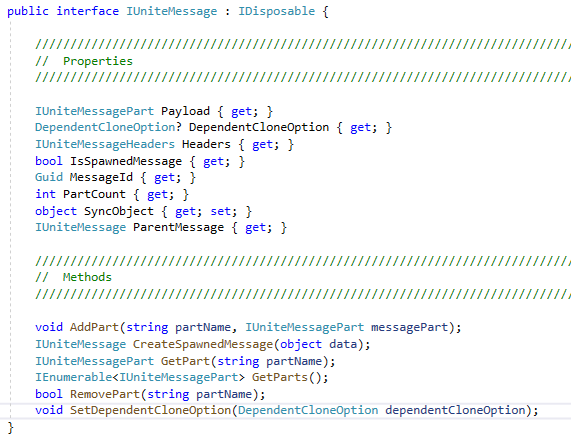 public interface IUniteMessage : IDisposable {
////////////////////////////////////////////////////////////////////////////////
//  Properties
////////////////////////////////////////////////////////////////////////////////
IUniteMessagePart Payload { get; }
DependentCloneOption? DependentCloneOption { get; }
IUniteMessageHeaders Headers { get; }
bool IsSpawnedMessage { get; }
Guid MessageId { get; }
int PartCount { get; }
object SyncObject { get; set; }
IUniteMessage ParentMessage { get; }
////////////////////////////////////////////////////////////////////////////////
//  Methods
////////////////////////////////////////////////////////////////////////////////
void AddPart(string partName, IUniteMessagePart messagePart);
IUniteMessage CreateSpawnedMessage(object data);
IUniteMessagePart GetPart(string partName);
IEnumerable<IUniteMessagePart> GetParts();
bool RemovePart(string partName);
void SetDependentCloneOption(DependentCloneOption dependentCloneOption);
}